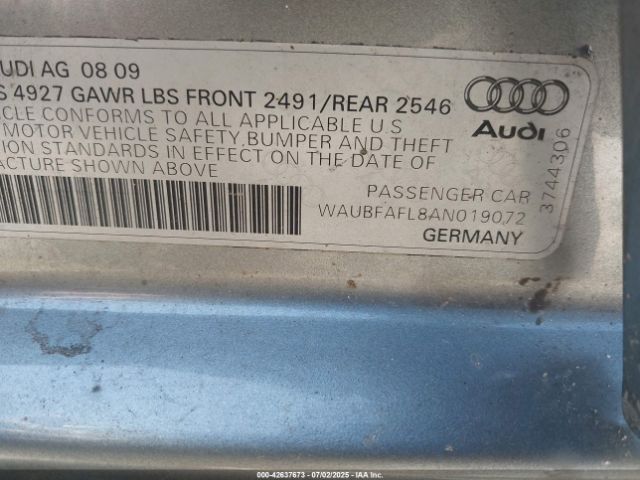 UDI AG 08 09
S 4927 GAWR LBS FRONT 2491/REAR 2546
CLE CONFORMS TO ALL APPLICABLE U.S
MOTOR VEHICLE SAFETY, BUMPER AND THEFT
ION STANDARDS IN EFFECT ON THE DATE OF
FACTURE SHOWN ABOVE
Audi
3744306
PASSENGER CAR
WAUBFAFL8AN019072
GERMANY
000-42637673 - 07/02/2025 - IAA Inc.